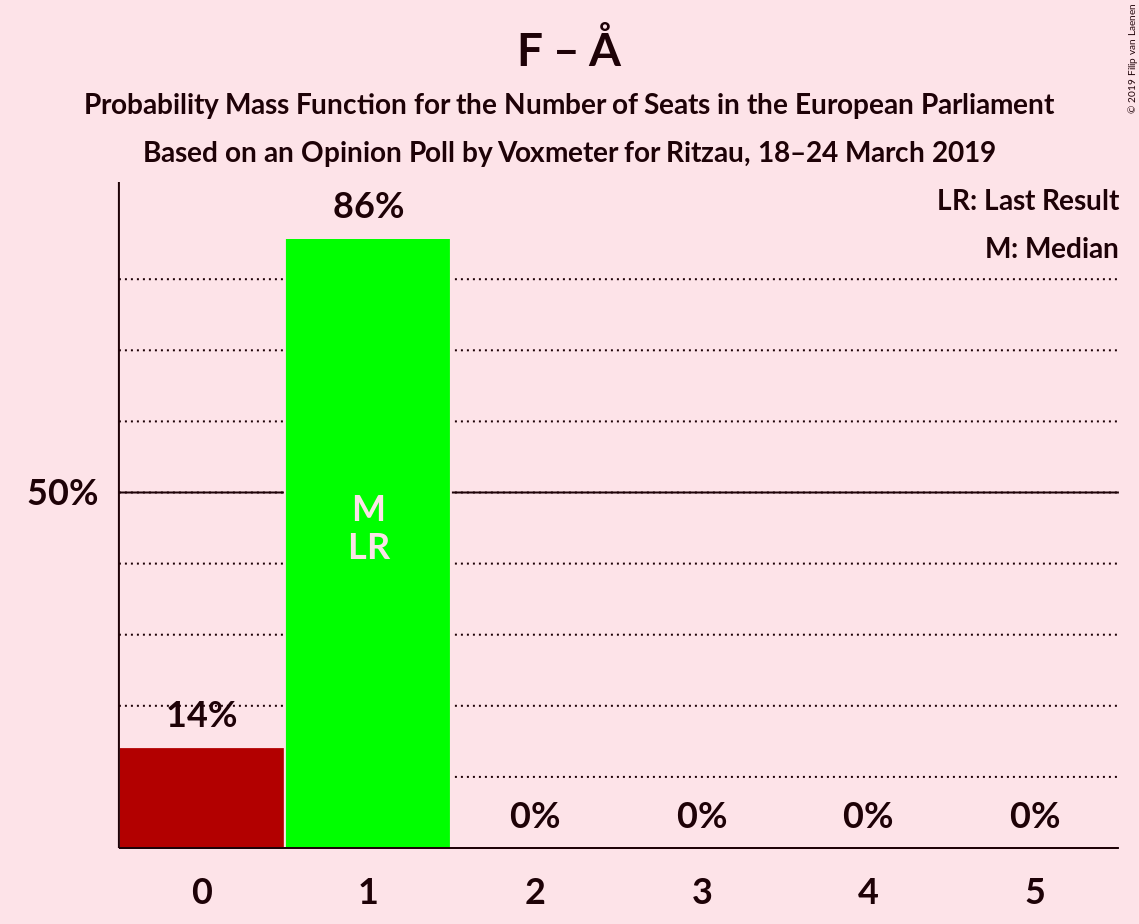 F – Å
Probability Mass Function for the Number of Seats in the European Parliament
Based on an Opinion Poll by Voxmeter for Ritzau, 18–24 March 2019
© 2019 Filip van Laenen
LR: Last Result
M: Median
86%
50%
M
LR
14%
0%
0%
0%
0%
0
1
2
3
4
5